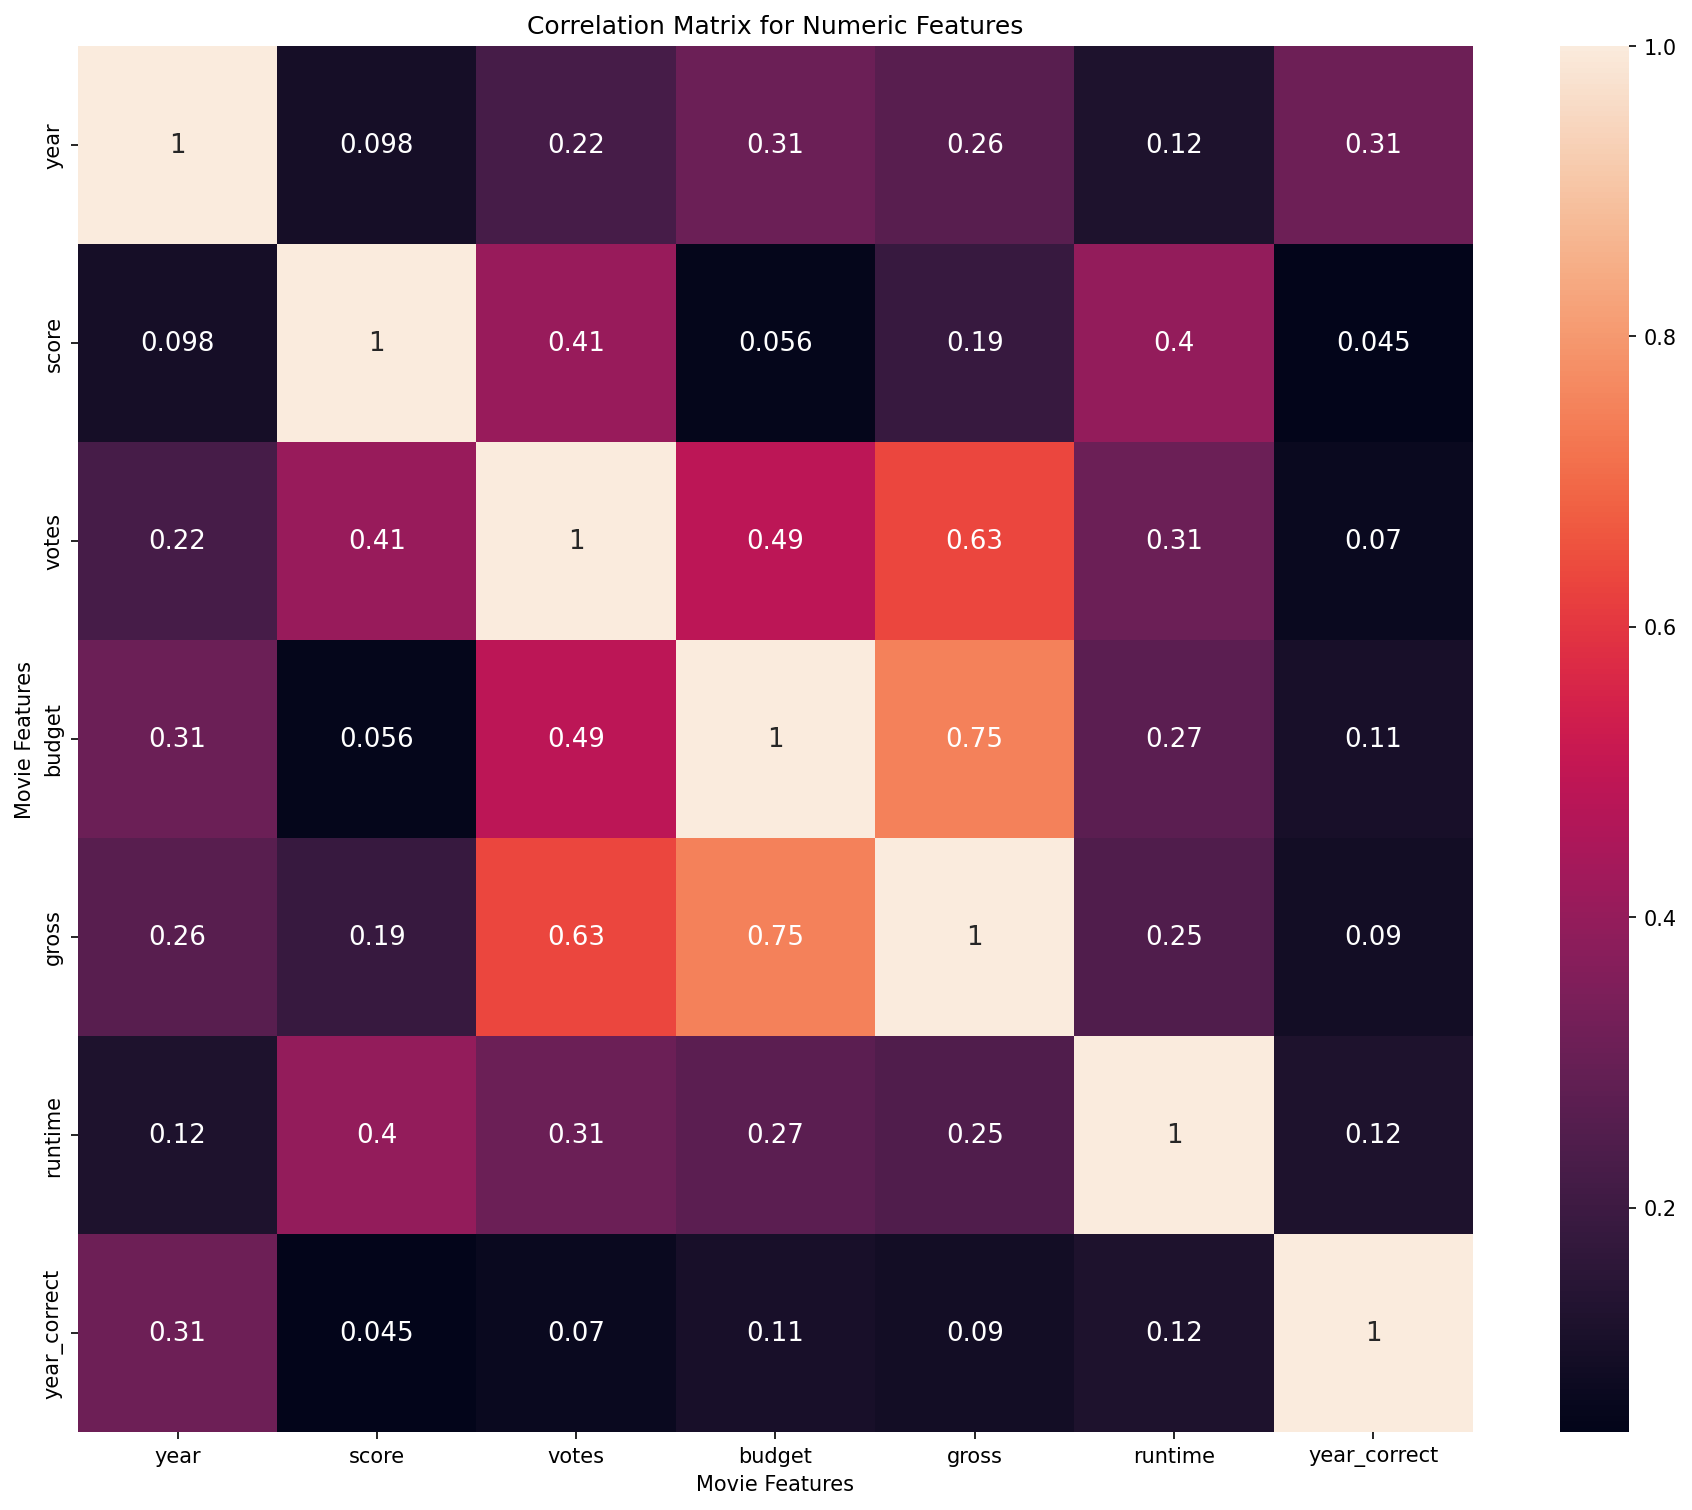 Correlation Matrix for Numeric Features
year 1 0.098 0.22 0.31 0.26 0.12 0.31
score 0.098 1 0.41 0.056 0.19 0.4 0.045
votes 0.22 0.41 1 0.49 0.63 0.31 0.07
budget 0.31 0.056 0.49 1 0.75 0.27 0.11
gross 0.26 0.19 0.63 0.75 1 0.25 0.09
runtime 0.12 0.4 0.31 0.27 0.25 1 0.12
year_correct 0.31 0.045 0.07 0.11 0.09 0.12 1
year score votes budget gross runtime year_correct
Movie Features
Movie Features
1.0
0.8
0.6
0.4
0.2